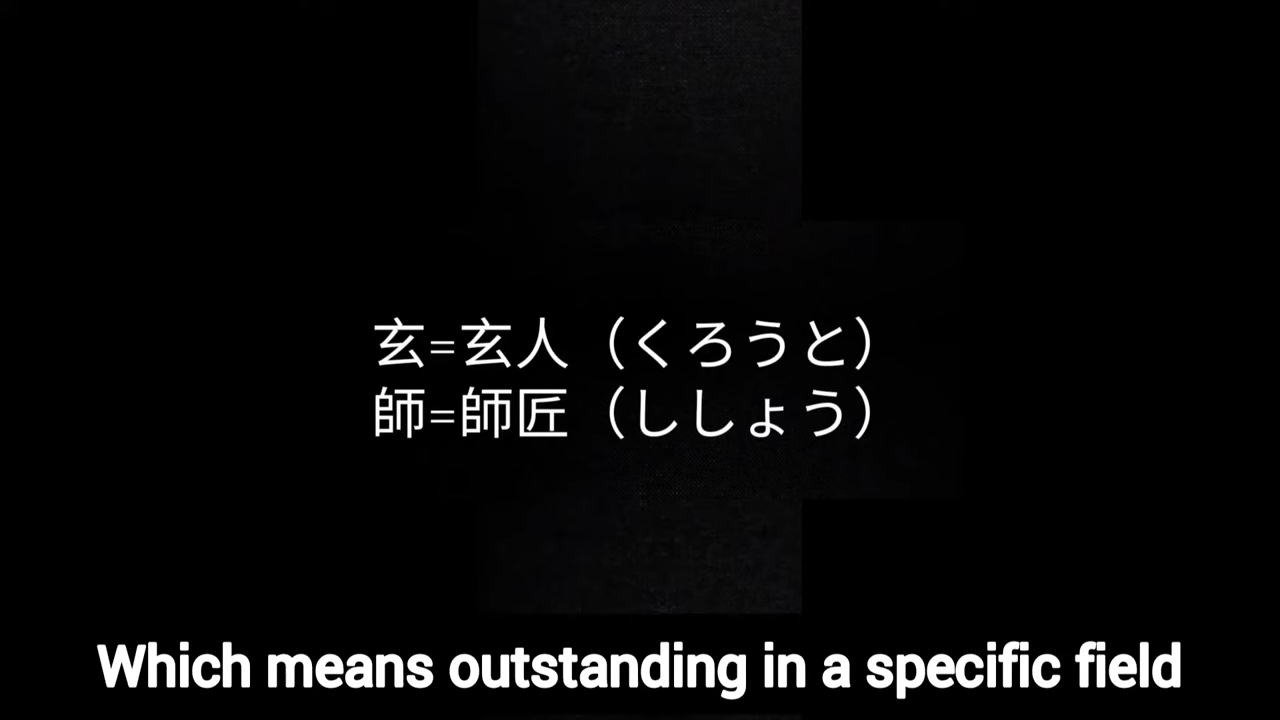 玄=玄人（くろうと）
師=師匠（ししょう）
Which means outstanding in a specific field